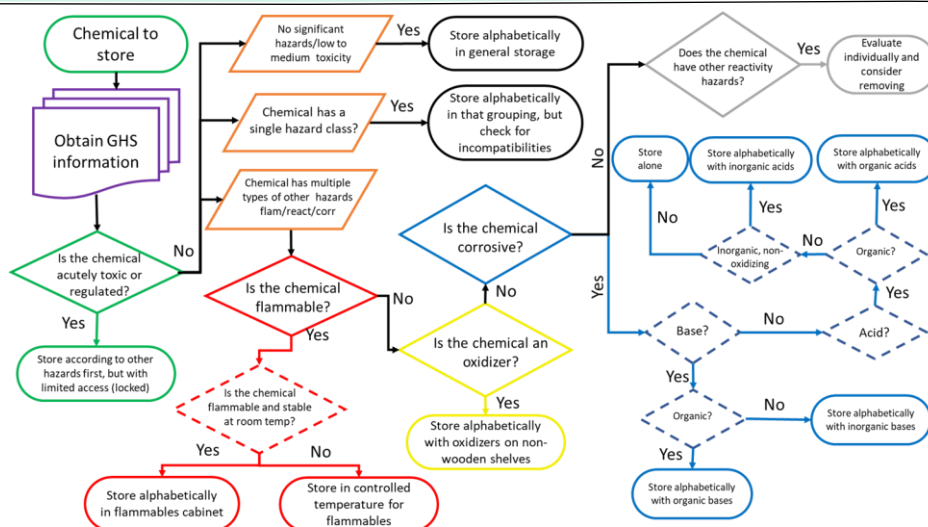 Chemical to
store
Obtain GHS
information
Is the chemical
acutely toxic or
regulated?
Yes
Store according to other
hazards first, but with
limited access (locked)
No
No significant
hazards/low to
medium toxicity
Yes
Store alphabetically
in general storage
Chemical has a
single hazard class?
Yes
Store alphabetically
in that grouping, but
check for
incompatibilities
Chemical has multiple
types of other hazards
flam/react/corr
Is the chemical
flammable?
No
Yes
Is the chemical
flammable and stable
at room temp?
Yes
No
Store alphabetically
in flammables cabinet
Store in controlled
temperature for
flammables
Is the chemical an
oxidizer?
No
Yes
Store alphabetically
with oxidizers on non-
wooden shelves
Is the chemical
corrosive?
No
Yes
Does the chemical
have other reactivity
hazards?
Yes
Evaluate
individually and
consider
removing
Base?
No
Yes
Organic?
No
Store alphabetically
with inorganic bases
Yes
Store alphabetically
with organic bases
Acid?
Yes
Organic?
Yes
Store alphabetically
with organic acids
No
Inorganic, non-
oxidizing
Yes
Store alphabetically
with inorganic acids
No
Store
alone